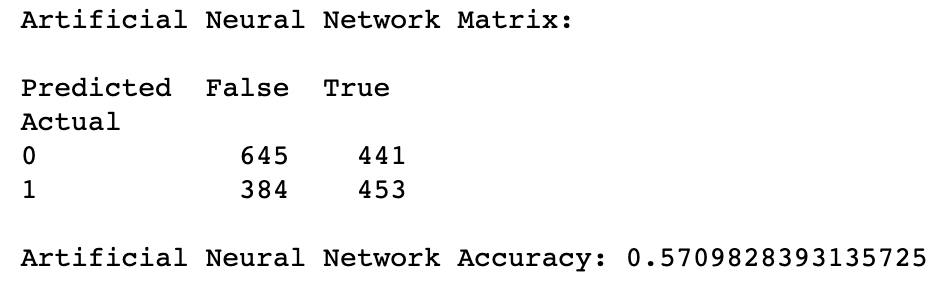 Artificial Neural Network Matrix:
Predicted False True
Actual
0 645 441
1 384 453
Artificial Neural Network Accuracy: 0.5709828393135725